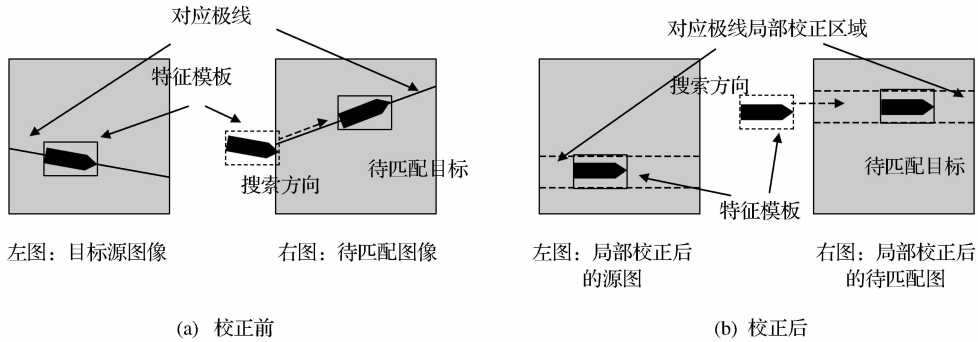 对应极线
特征模板
搜索方向
待匹配目标
左图：目标源图像
右图：待匹配图像
(a) 校正前
对应极线局部校正区域
搜索方向
待匹配目标
特征模板
左图：局部校正后
的源图
右图：局部校正后
的待匹配图
(b) 校正后